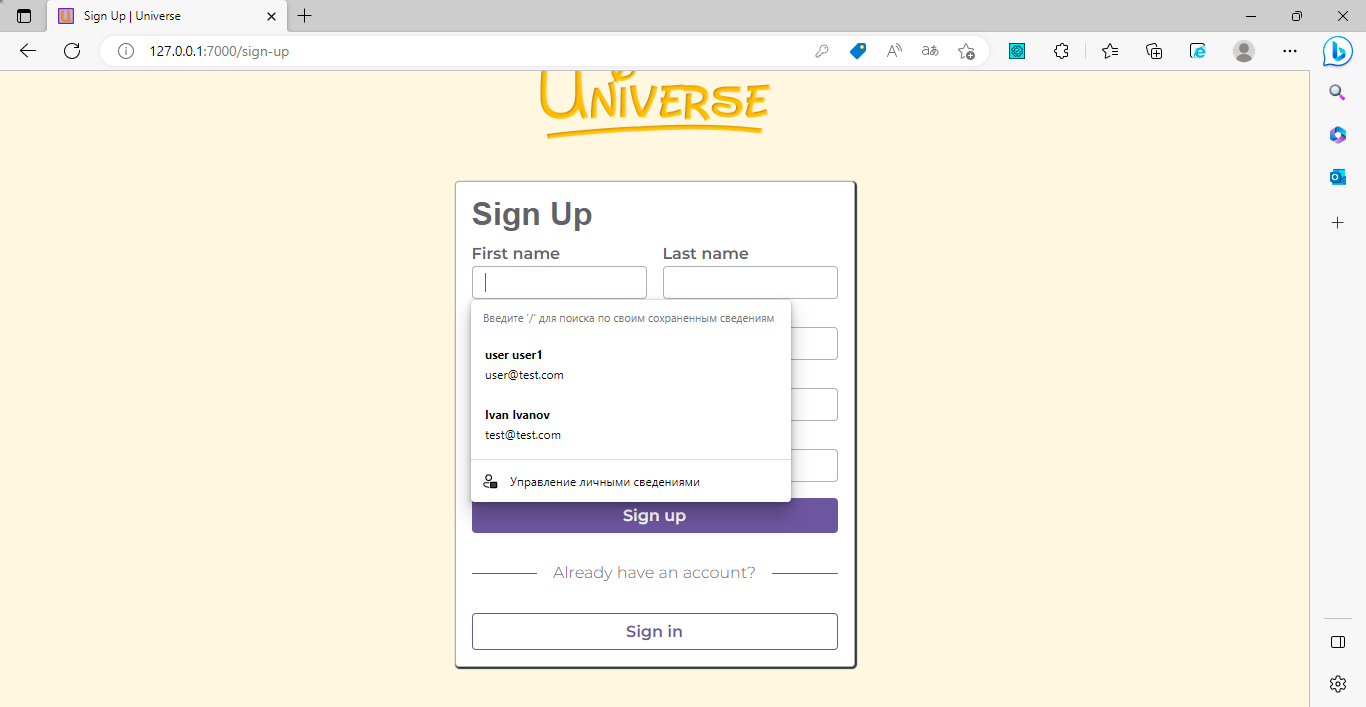 Sign Up | Universe
127.0.0.1:7000/sign-up
UNIVERSE
Sign Up
First name Last name
Введите '/' для поиска по своим сохраненным сведениям
user user1
user@test.com
Ivan Ivanov
test@test.com
Управление личными сведениями
Sign up
Already have an account?
Sign in